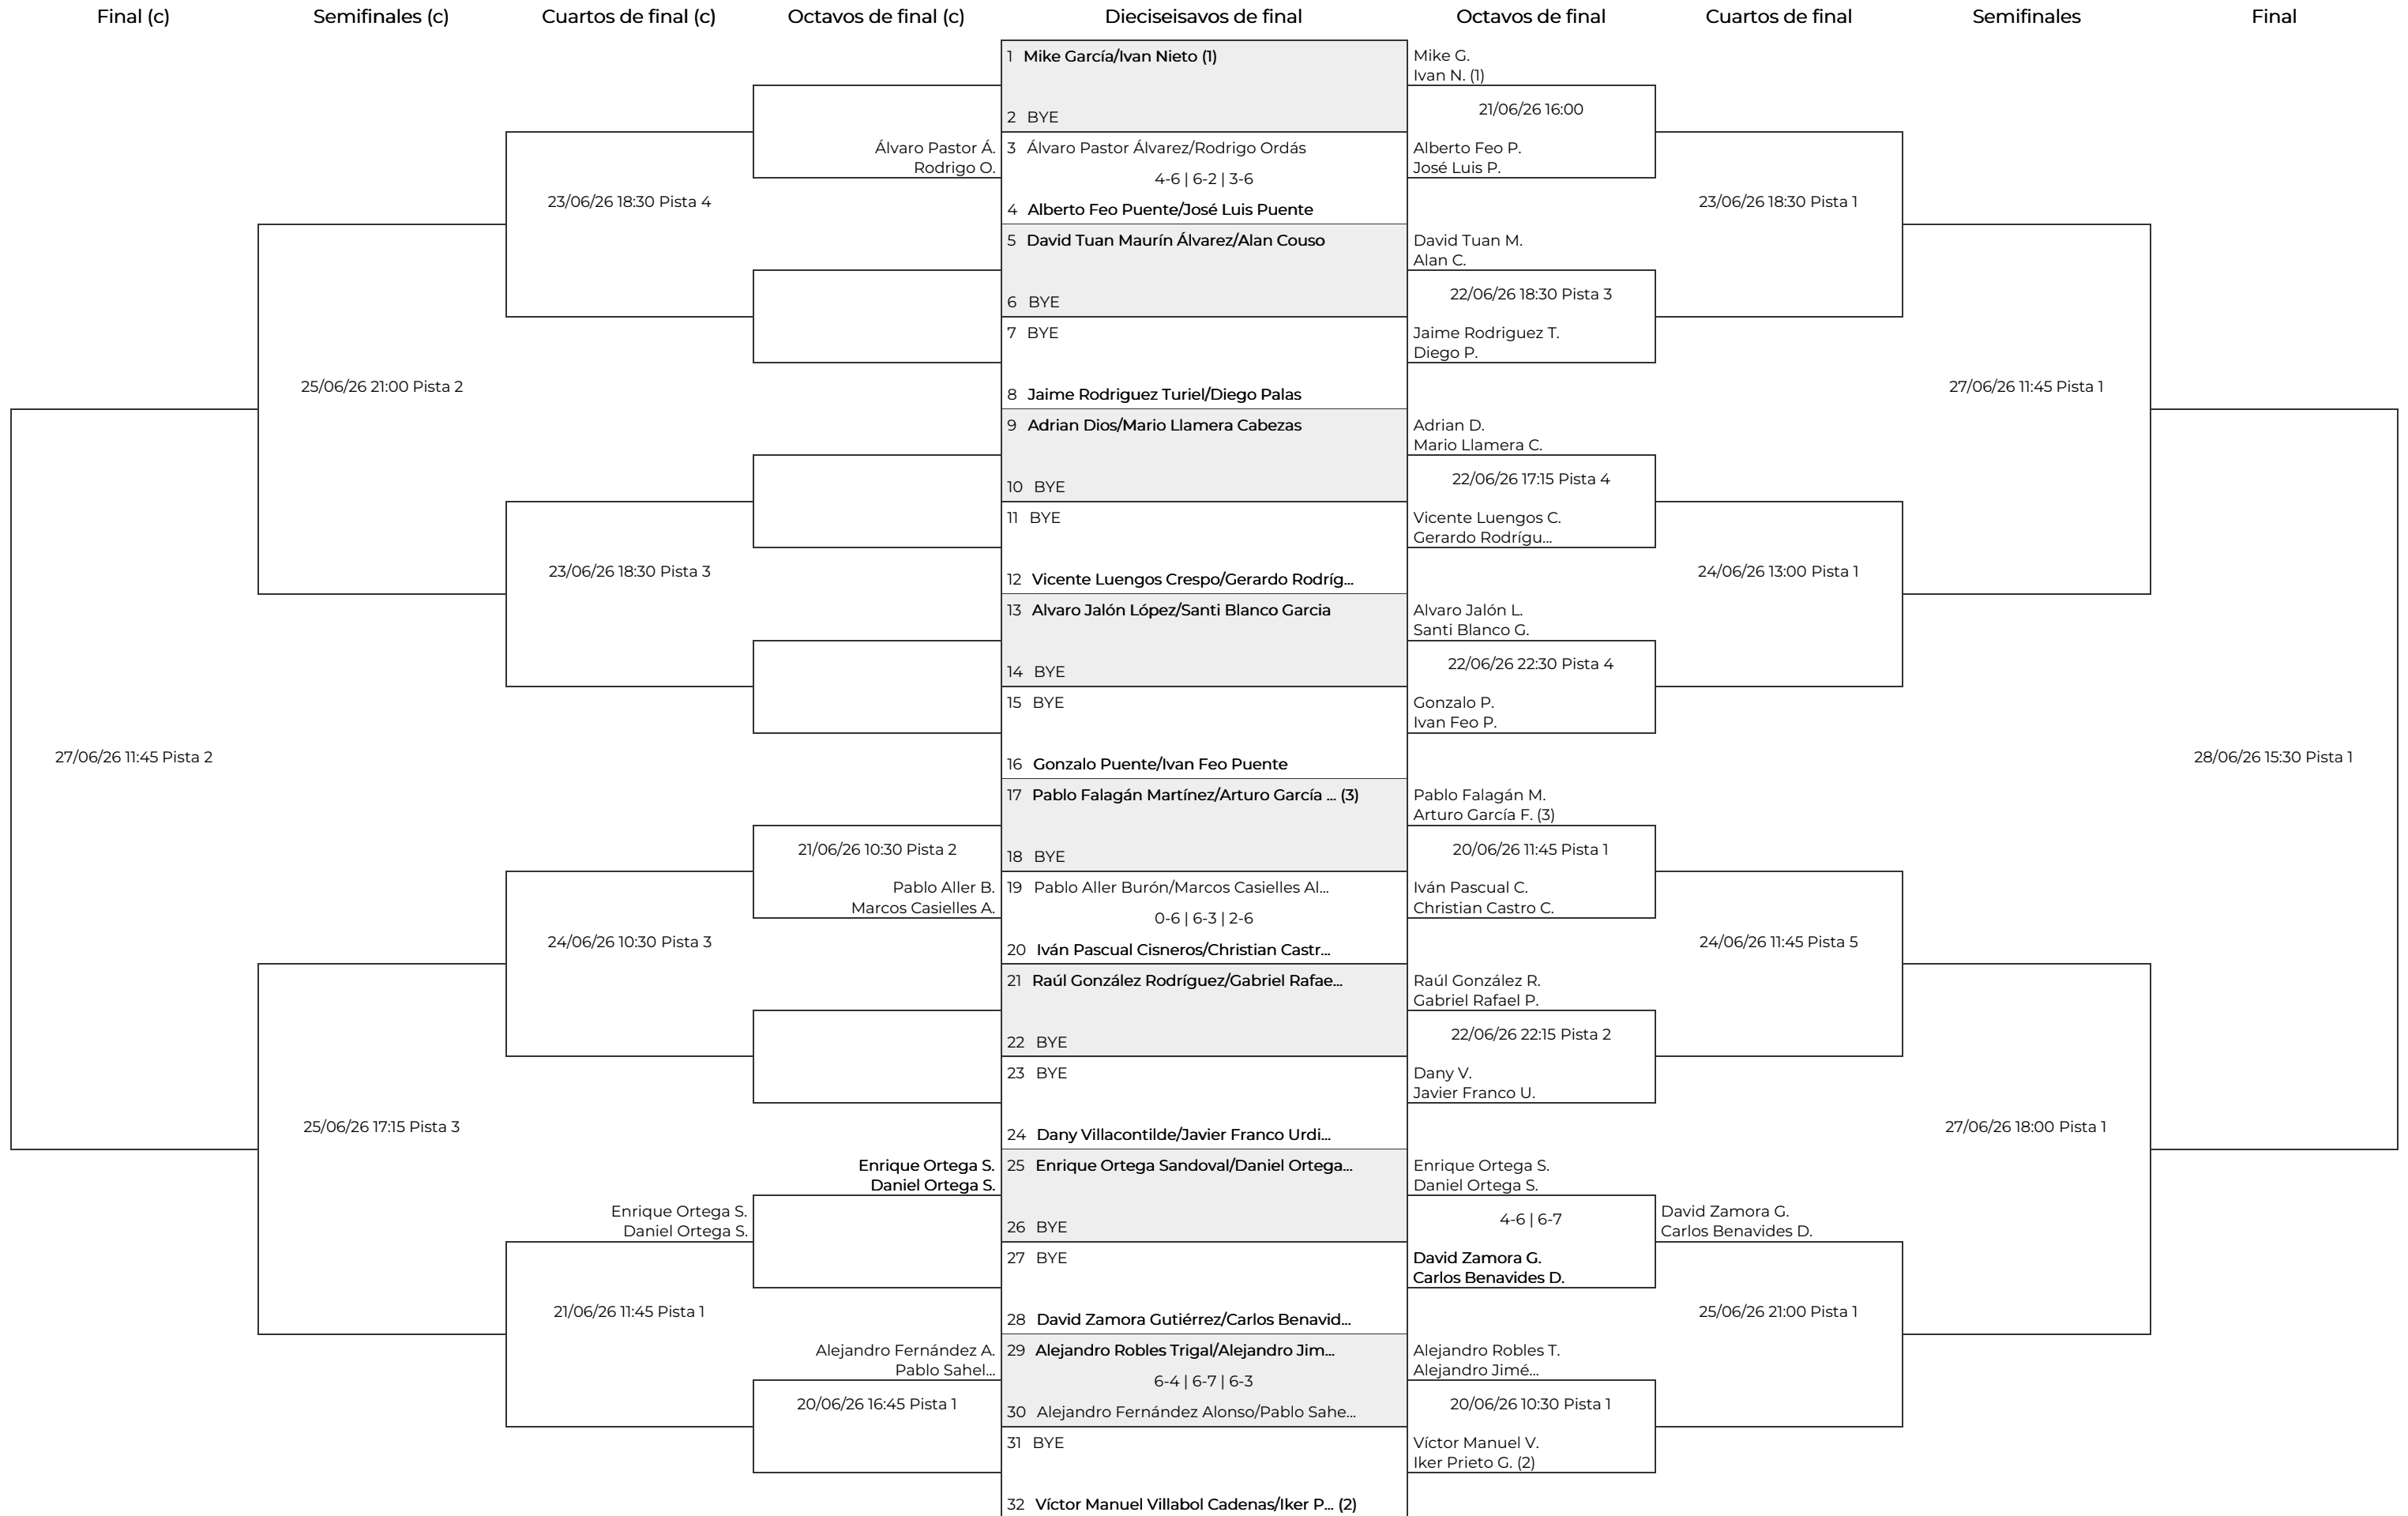 Final (c)
Semifinales (c)
Cuartos de final (c)
Octavos de final (c)
Dieciseisavos de final
Octavos de final
Cuartos de final
Semifinales
Final
1 Mike García/Ivan Nieto (1)
2 BYE
3 Álvaro Pastor Álvarez/Rodrigo Ordás
4-6 | 6-2 | 3-6
4 Alberto Feo Puente/José Luis Puente
5 David Tuan Maurín Álvarez/Alan Couso
6 BYE
7 BYE
8 Jaime Rodriguez Turiel/Diego Palas
9 Adrian Dios/Mario Llamera Cabezas
10 BYE
11 BYE
12 Vicente Luengos Crespo/Gerardo Rodríg...
13 Alvaro Jalón López/Santi Blanco Garcia
14 BYE
15 BYE
16 Gonzalo Puente/Ivan Feo Puente
17 Pablo Falagán Martínez/Arturo García ... (3)
18 BYE
19 Pablo Aller Burón/Marcos Casielles Al...
0-6 | 6-3 | 2-6
20 Iván Pascual Cisneros/Christian Castr...
21 Raúl González Rodríguez/Gabriel Rafae...
22 BYE
23 BYE
24 Dany Villacontilde/Javier Franco Urdi...
25 Enrique Ortega Sandoval/Daniel Ortega...
26 BYE
27 BYE
28 David Zamora Gutiérrez/Carlos Benavid...
29 Alejandro Robles Trigal/Alejandro Jim...
6-4 | 6-7 | 6-3
30 Alejandro Fernández Alonso/Pablo Sahe...
31 BYE
32 Víctor Manuel Villabol Cadenas/Iker P... (2)
Mike G.
Ivan N. (1)
21/06/26 16:00
Alberto Feo P.
José Luis P.
David Tuan M.
Alan C.
22/06/26 18:30 Pista 3
Jaime Rodriguez T.
Diego P.
Adrian D.
Mario Llamera C.
22/06/26 17:15 Pista 4
Vicente Luengos C.
Gerardo Rodrígu...
Alvaro Jalón L.
Santi Blanco G.
22/06/26 22:30 Pista 4
Gonzalo P.
Ivan Feo P.
Pablo Falagán M.
Arturo García F. (3)
20/06/26 11:45 Pista 1
Iván Pascual C.
Christian Castro C.
Raúl González R.
Gabriel Rafael P.
22/06/26 22:15 Pista 2
Dany V.
Javier Franco U.
Enrique Ortega S.
Daniel Ortega S.
4-6 | 6-7
David Zamora G.
Carlos Benavides D.
Alejandro Robles T.
Alejandro Jimé...
20/06/26 10:30 Pista 1
Víctor Manuel V.
Iker Prieto G. (2)
23/06/26 18:30 Pista 1
24/06/26 13:00 Pista 1
24/06/26 11:45 Pista 5
David Zamora G.
Carlos Benavides D.
25/06/26 21:00 Pista 1
27/06/26 11:45 Pista 1
27/06/26 18:00 Pista 1
28/06/26 15:30 Pista 1
Álvaro Pastor Á.
Rodrigo O.
21/06/26 10:30 Pista 2
Pablo Aller B.
Marcos Casielles A.
Enrique Ortega S.
Daniel Ortega S.
Alejandro Fernández A.
Pablo Sahel...
20/06/26 16:45 Pista 1
23/06/26 18:30 Pista 4
23/06/26 18:30 Pista 3
24/06/26 10:30 Pista 3
Enrique Ortega S.
Daniel Ortega S.
21/06/26 11:45 Pista 1
25/06/26 21:00 Pista 2
25/06/26 17:15 Pista 3
27/06/26 11:45 Pista 2